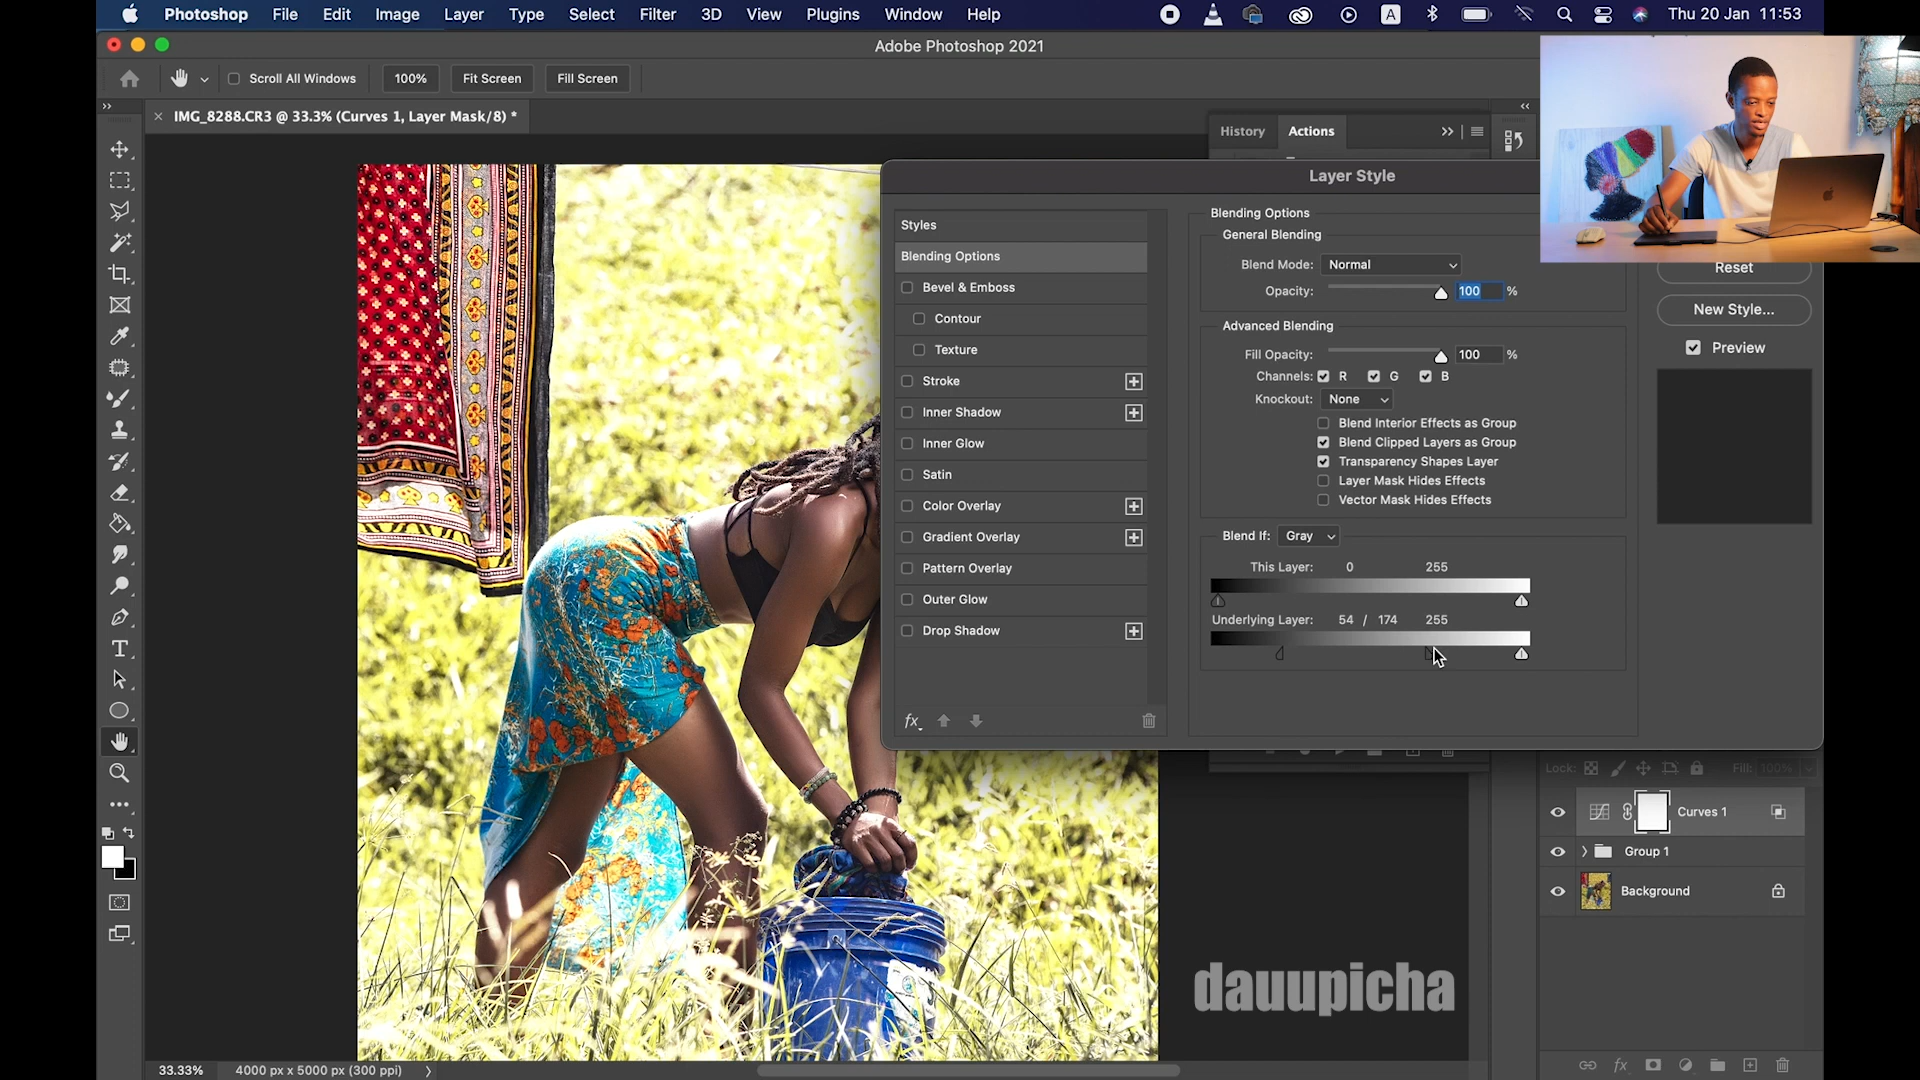 Photoshop File Edit Image Layer Type Select Filter 3D View Plugins Window Help A Thu 20 Jan 11:53
Adobe Photoshop 2021
Scroll All Windows 100% Fit Screen Fill Screen
IMG_8288.CR3 @ 33.3% (Curves 1, Layer Mask/8) *
History Actions
Layer Style
Styles
Blending Options
Bevel & Emboss
Contour
Texture
Stroke
Inner Shadow
Inner Glow
Satin
Color Overlay
Gradient Overlay
Pattern Overlay
Outer Glow
Drop Shadow
fx
Blending Options
General Blending
Blend Mode: Normal
Opacity: 100 %
Advanced Blending
Fill Opacity: 100 %
Channels: R G B
Knockout: None
Blend Interior Effects as Group
Blend Clipped Layers as Group
Transparency Shapes Layer
Layer Mask Hides Effects
Vector Mask Hides Effects
Blend If: Gray
This Layer: 0 255
Underlying Layer: 54 / 174 255
Reset
New Style...
Preview
Lock: Fill: 100%
Curves 1
Group 1
Background
dauupicha
fx
33.33% 4000 px x 5000 px (300 ppi)